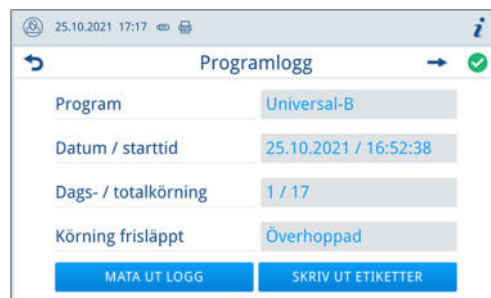 25.10.2021 17:17
Programlogg
Program Universal-B
Datum / starttid 25.10.2021 / 16:52:38
Dags- / totalkörning 1 / 17
Körning frisläppt Överhoppad
MATA UT LOGG SKRIV UT ETIKETTER